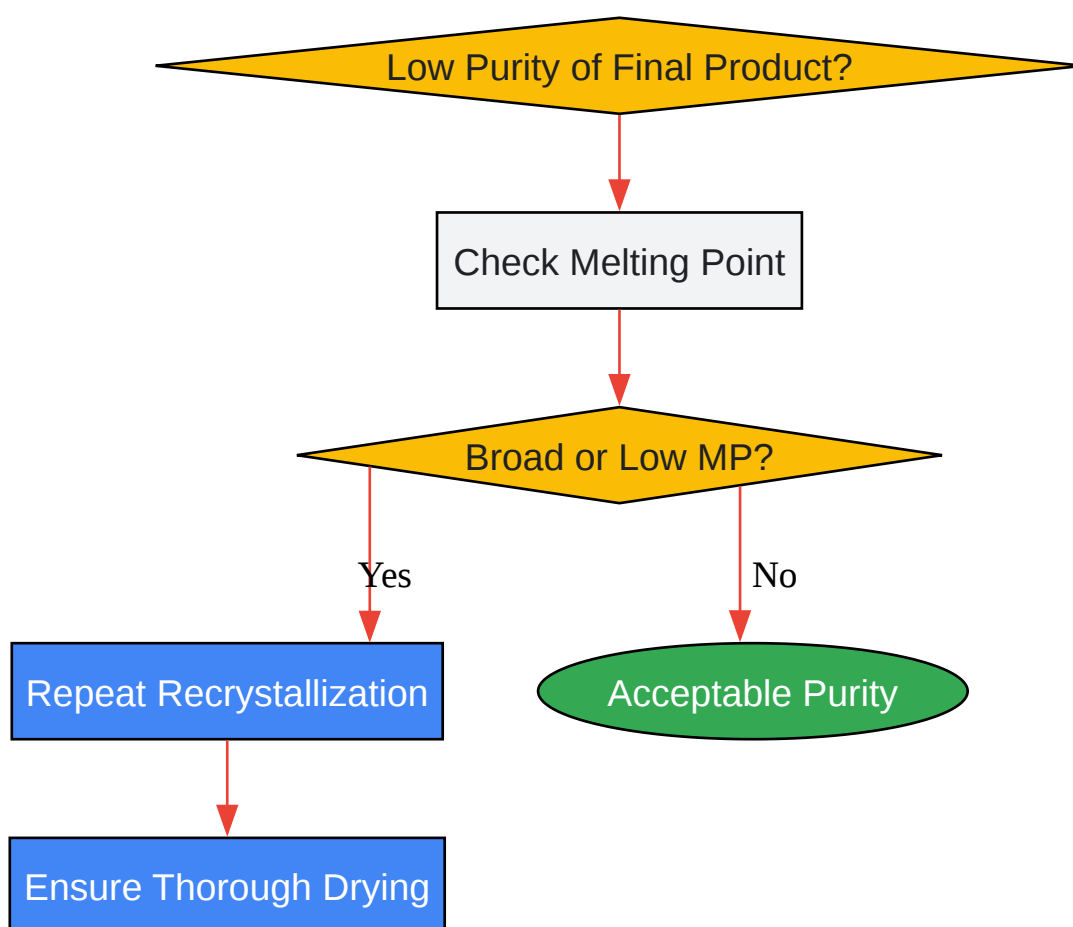 Low Purity of Final Product?
Check Melting Point
Broad or Low MP?
Yes
No
Repeat Recrystallization
Acceptable Purity
Ensure Thorough Drying